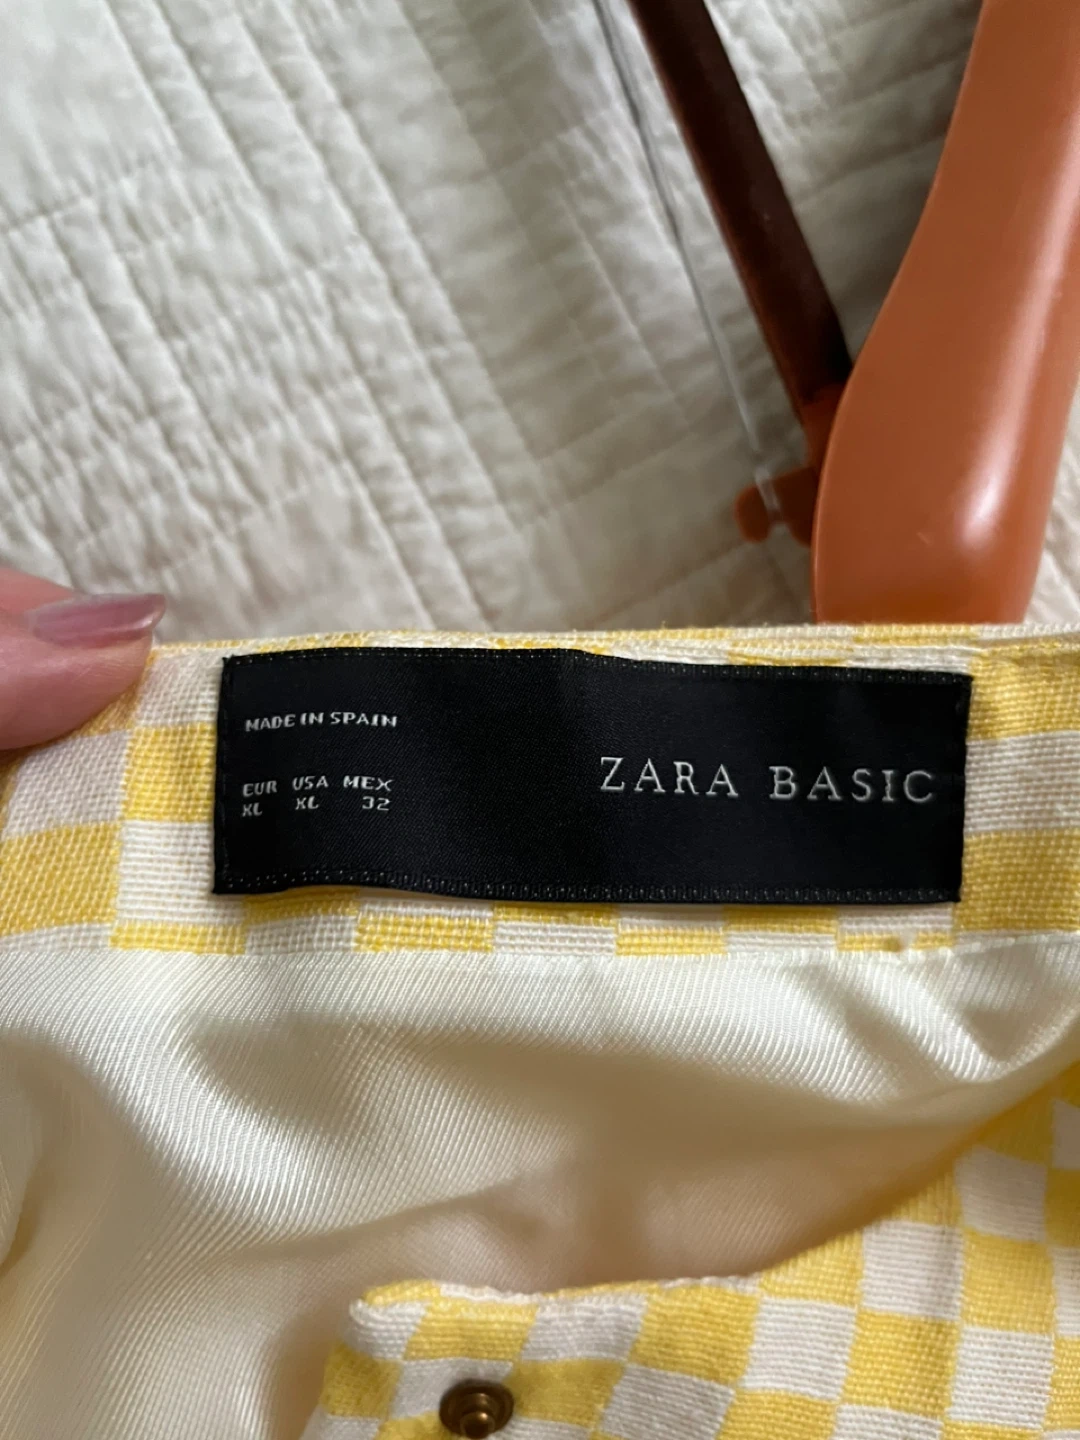 MADE IN SPAIN
EUR USA MEX
XL XL 32
ZARA BASIC